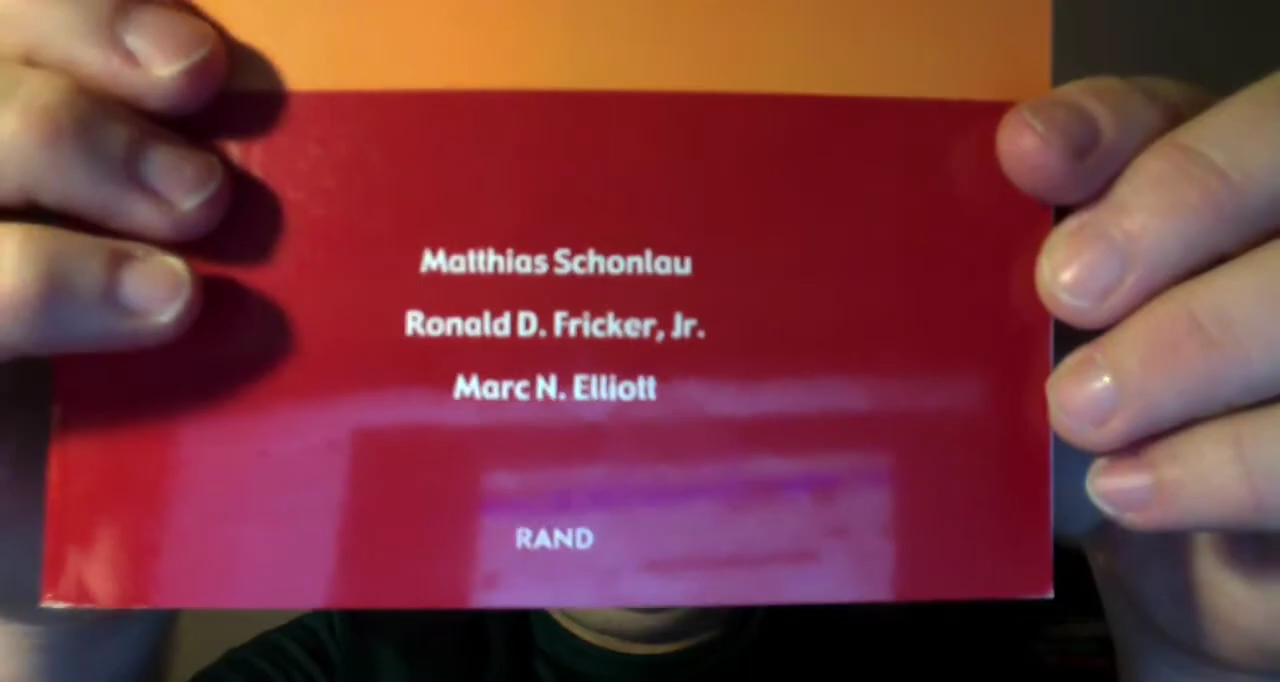 Matthias Schonlau
Ronald D. Fricker, Jr.
Marc N. Elliott
RAND